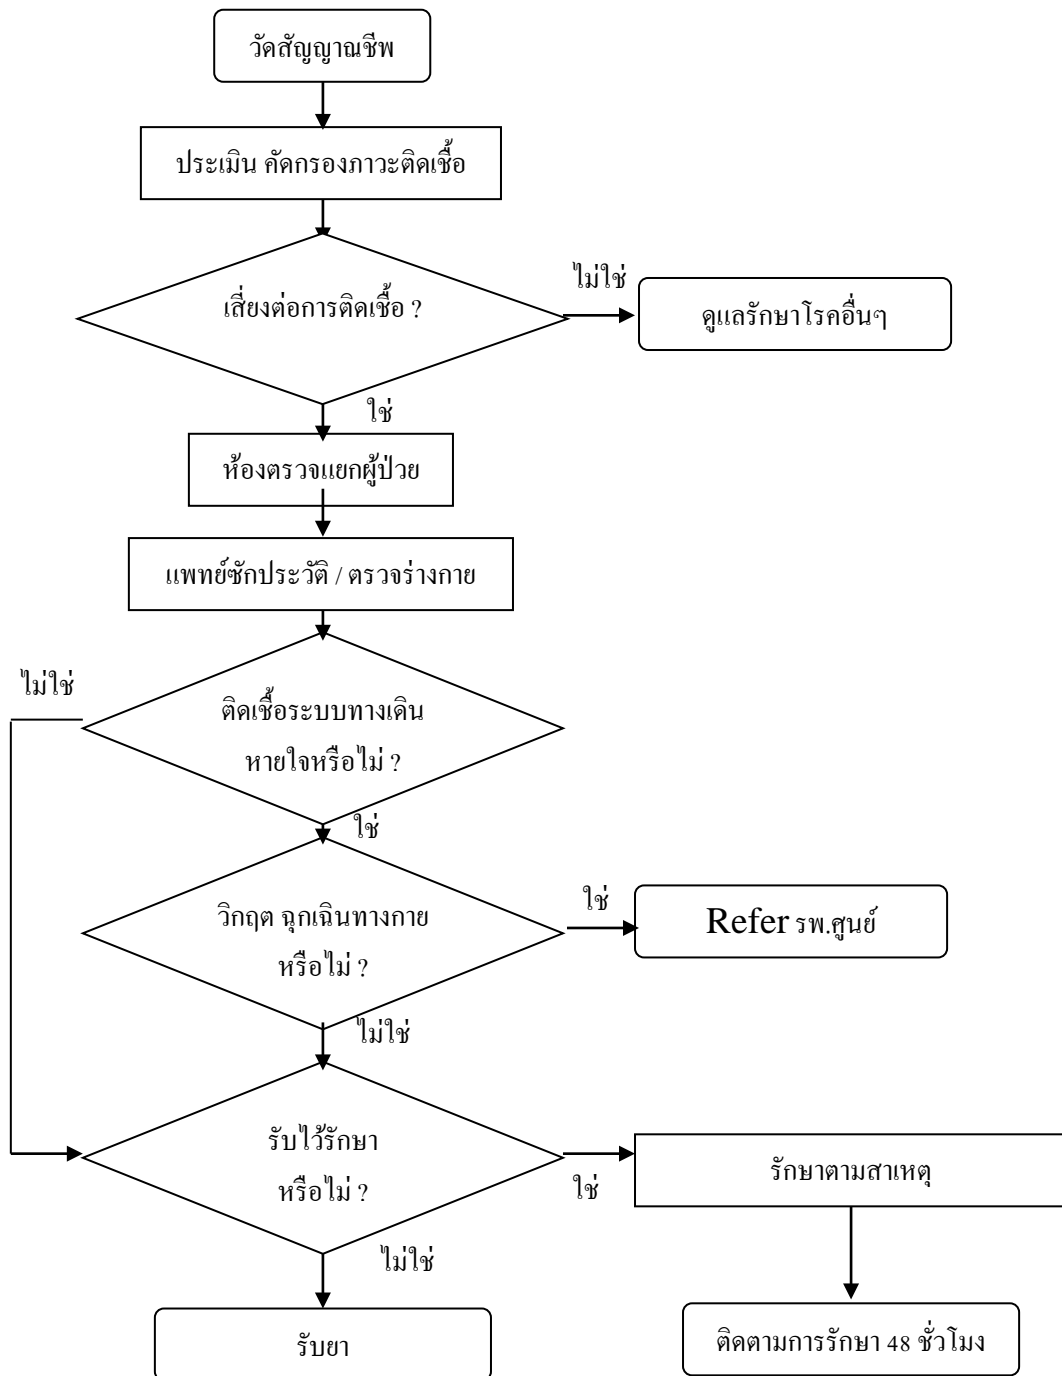 วัดสัญญาณชีพ
ประเมิน คัดกรองภาวะติดเชื้อ
เสี่ยงต่อการติดเชื้อ ?
ไม่ใช่
ดูแลรักษาโรคอื่นๆ
ใช่
ห้องตรวจแยกผู้ป่วย
แพทย์ซักประวัติ / ตรวจร่างกาย
ไม่ใช่
ติดเชื้อระบบทางเดิน
หายใจหรือไม่ ?
ใช่
วิกฤต ฉุกเฉินทางกาย
หรือไม่ ?
ใช่
Refer รพ.ศูนย์
ไม่ใช่
รับไว้รักษา
หรือไม่ ?
ใช่
รักษาตามสาเหตุ
ไม่ใช่
รับยา
ติดตามการรักษา 48 ชั่วโมง